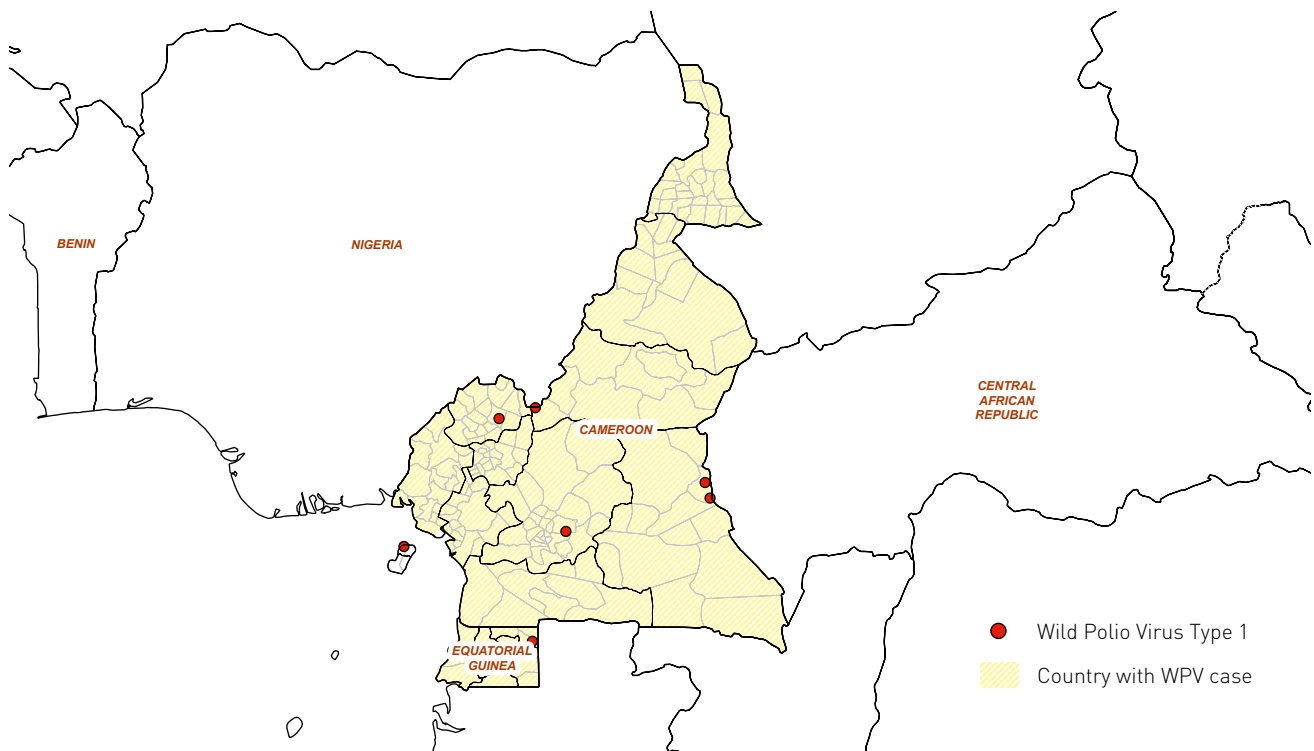 BENIN
NIGERIA
CENTRAL
AFRICAN
REPUBLIC
CAMEROON
EQUATORIAL
GUINEA
Wild Polio Virus Type 1
Country with WPV case